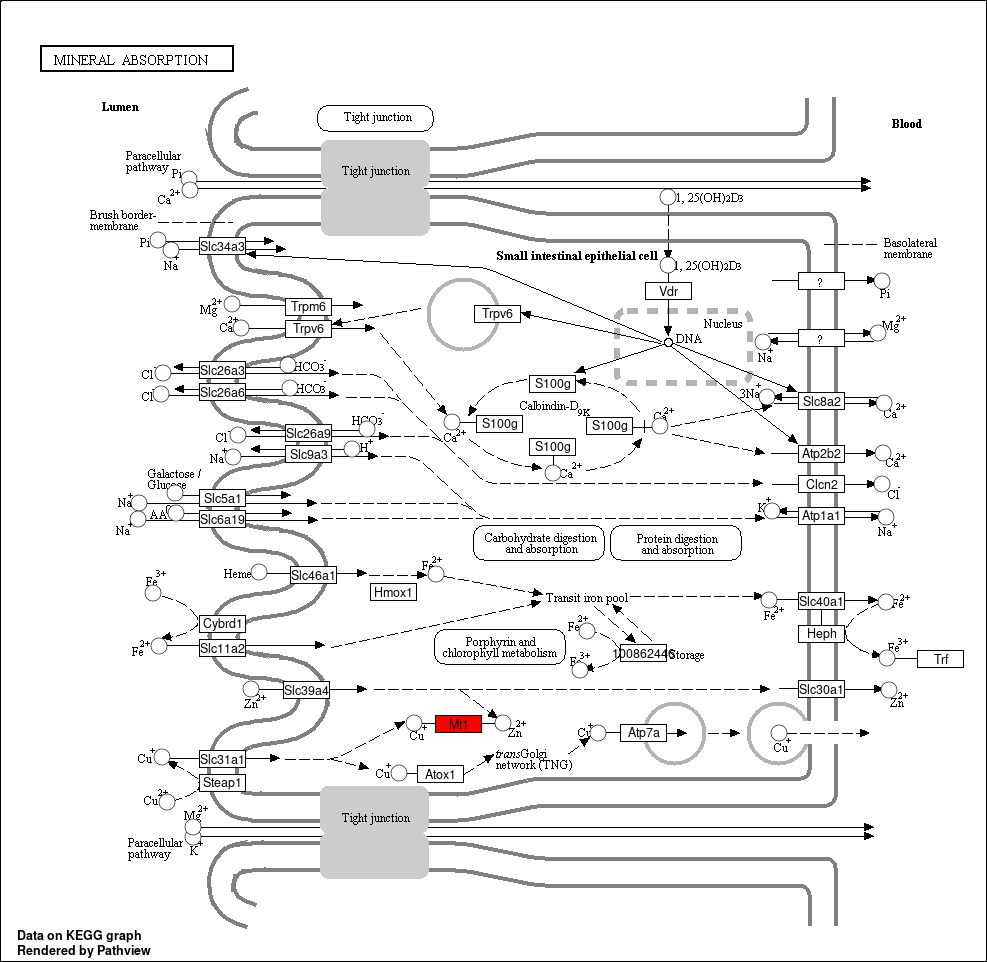 MINERAL ABSORPTION
Lumen
Tight junction
Blood
Paracellular
pathway
Pi
Ca2+
Tight junction
1, 25(OH)2D3
Brush border-
membrane
Pi
Na+
Slc34a3
Small intestinal epithelial cell
1, 25(OH)2D3
Basolateral
membrane
Vdr
?
Pi
Mg2+
Trpm6
Ca2+
Trpv6
Trpv6
Nucleus
DNA
Na+
?
Mg2+
Cl-
Slc26a3
HCO3-
Cl-
Slc26a6
HCO3-
S100g
Calbindin-D9K
S100g
S100g
S100g
Ca2+
Ca2+
Ca2+
3Na+
Slc8a2
Ca2+
Cl-
Slc26a9
HCO3-
Na+
Slc9a3
H+
Atp2b2
Ca2+
Clcn2
Cl-
Galactose /
Glucose
Na+
Slc5a1
Na+
AA
Slc6a19
K+
Atp1a1
Na+
Carbohydrate digestion
and absorption
Protein digestion
and absorption
Heme
Slc46a1
Hmox1
Fe2+
Transit iron pool
Fe2+
Slc40a1
Fe2+
Heph
Fe3+
Trf
Fe3+
Cybrd1
Fe2+
Slc11a2
Porphyrin and
chlorophyll metabolism
Fe2+
Fe3+
100862446
Storage
Zn2+
Slc39a4
Slc30a1
Zn2+
Cu+
Mt1
Zn2+
Cu+
Slc31a1
Steap1
Cu2+
Cu+
Atox1
transGolgi
network (TNG)
Cu+
Atp7a
Cu+
Mg2+
K+
Paracellular
pathway
Tight junction
Data on KEGG graph
Rendered by Pathview